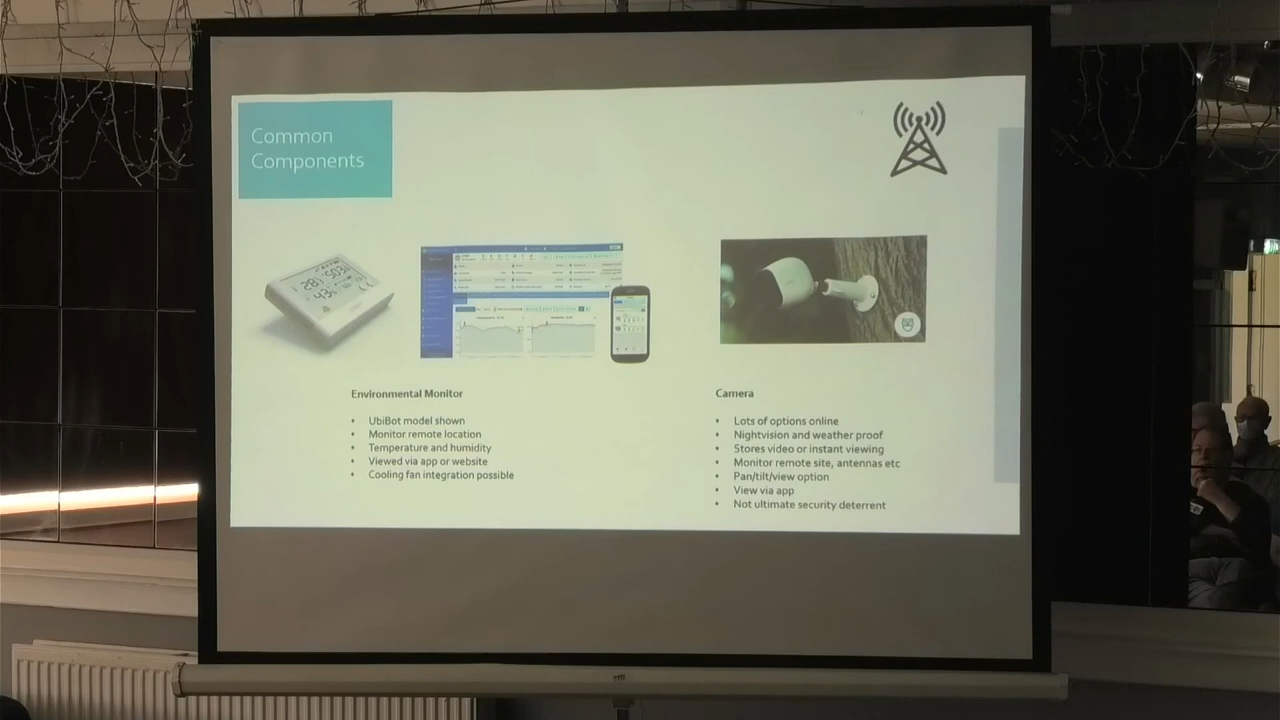 Common
Components
Environmental Monitor
• UbiBot model shown
• Monitor remote location
• Temperature and humidity
• Viewed via app or website
• Cooling fan integration possible
Camera
• Lots of options online
• Nightvision and weather proof
• Stores video or instant viewing
• Monitor remote site, antennas etc
• Pan/tilt/view option
• View via app
• Not ultimate security deterrent